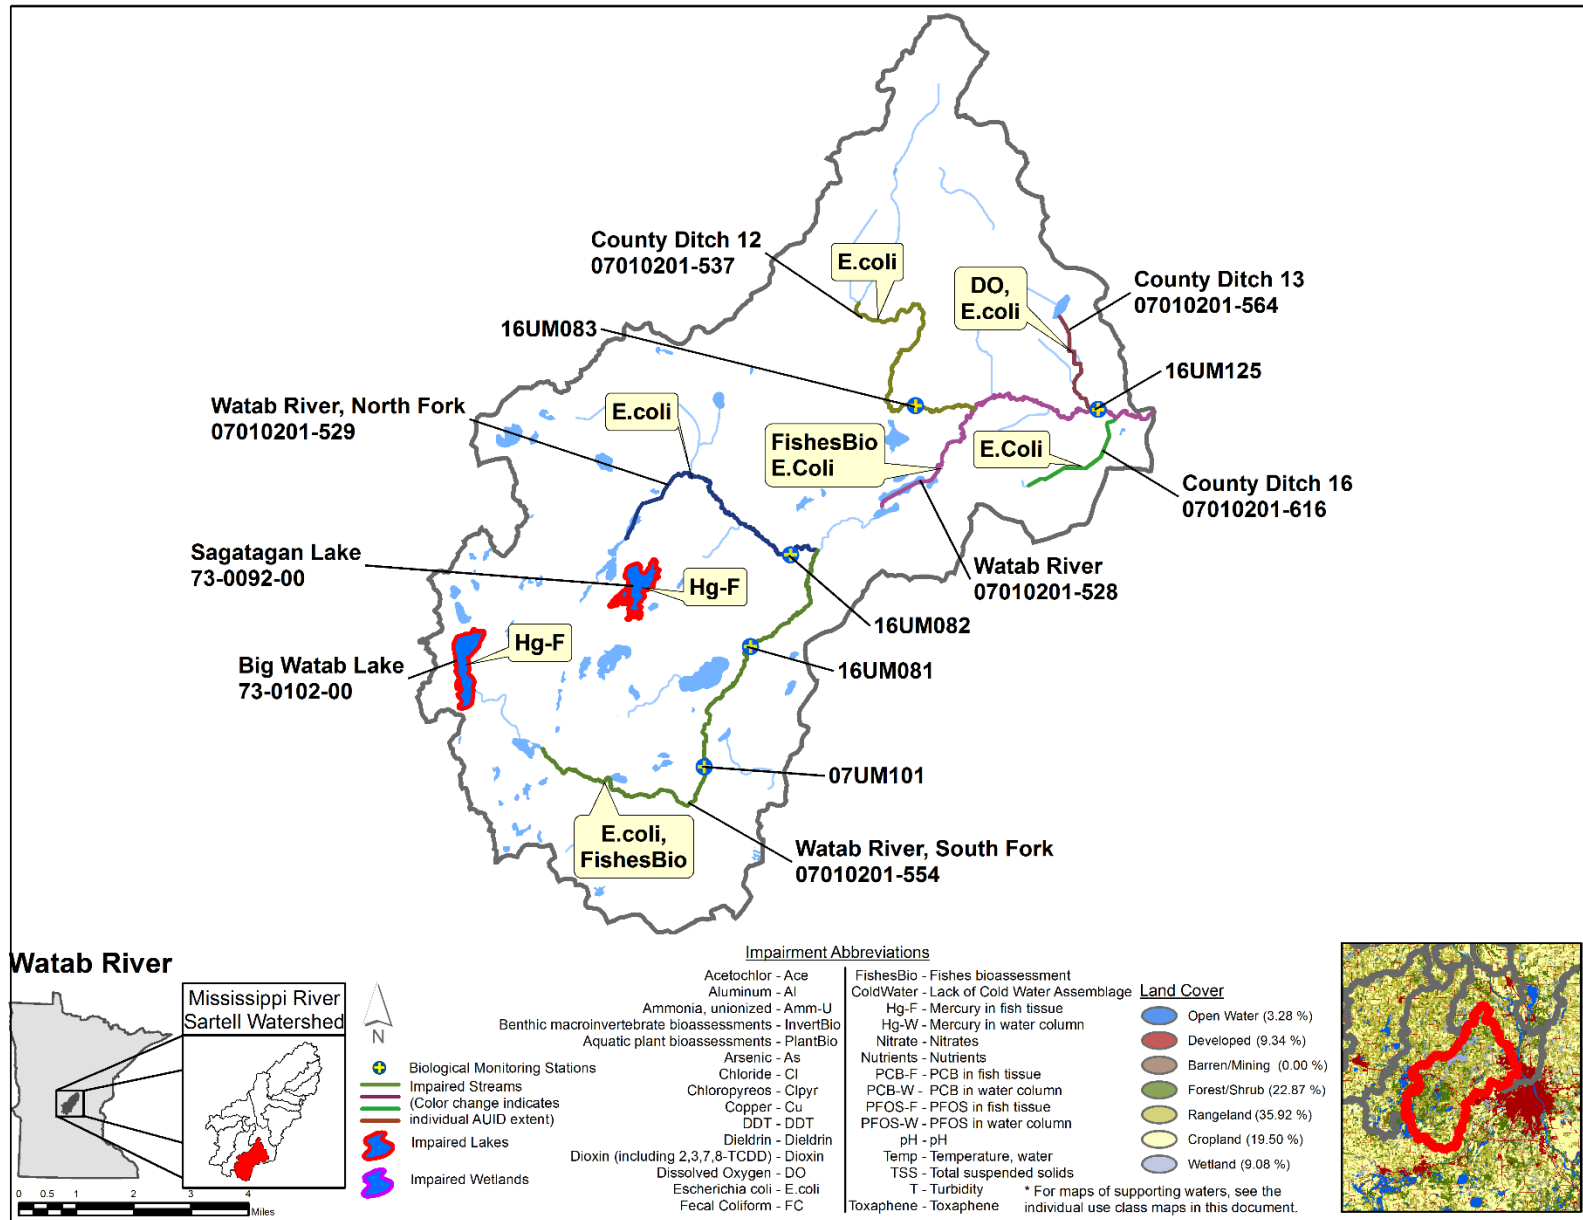 County Ditch 12
07010201-537
E.coli
DO,
E.coli
County Ditch 13
07010201-564
16UM083
16UM125
Watab River, North Fork
07010201-529
E.coli
FishesBio
E.Coli
E.Coli
County Ditch 16
07010201-616
Sagatagan Lake
73-0092-00
Hg-F
Watab River
07010201-528
16UM082
Hg-F
Big Watab Lake
73-0102-00
16UM081
07UM101
E.coli,
FishesBio
Watab River, South Fork
07010201-554
Watab River
Mississippi River
Sartell Watershed
0 0.5 1 2 3 4
Miles
N
Biological Monitoring Stations
Impaired Streams
(Color change indicates
individual AUID extent)
Impaired Lakes
Impaired Wetlands
Impairment Abbreviations
Acetochlor - Ace
Aluminum - Al
Ammonia, unionized - Amm-U
Benthic macroinvertebrate bioassessments - InvertBio
Aquatic plant bioassessments - PlantBio
Arsenic - As
Chloride - Cl
Chloropyreos - Clpyr
Copper - Cu
DDT - DDT
Dieldrin - Dieldrin
Dioxin (including 2,3,7,8-TCDD) - Dioxin
Dissolved Oxygen - DO
Escherichia coli - E.coli
Fecal Coliform - FC
FishesBio - Fishes bioassessment
ColdWater - Lack of Cold Water Assemblage
Hg-F - Mercury in fish tissue
Hg-W - Mercury in water column
Nitrate - Nitrates
Nutrients - Nutrients
PCB-F - PCB in fish tissue
PCB-W - PCB in water column
PFOS-F - PFOS in fish tissue
PFOS-W - PFOS in water column
pH - pH
Temp - Temperature, water
TSS - Total suspended solids
T - Turbidity
Toxaphene - Toxaphene
Land Cover
Open Water (3.28 %)
Developed (9.34 %)
Barren/Mining (0.00 %)
Forest/Shrub (22.87 %)
Rangeland (35.92 %)
Cropland (19.50 %)
Wetland (9.08 %)
* For maps of supporting waters, see the
individual use class maps in this document.